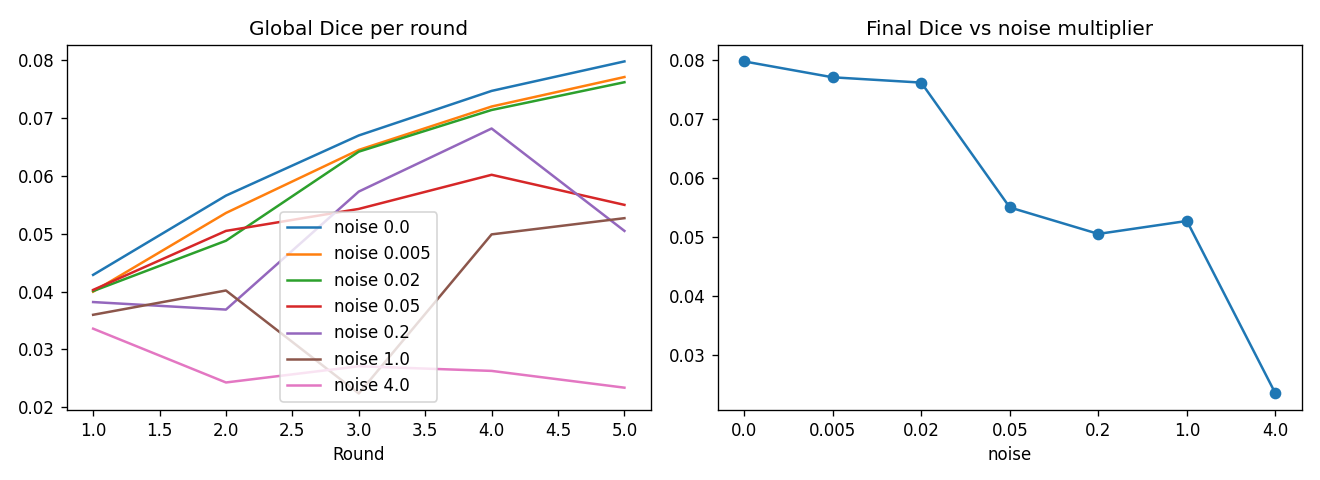 Global Dice per round
0.08
0.07
0.06
0.05
0.04
0.03
0.02
noise 0.0
noise 0.005
noise 0.02
noise 0.05
noise 0.2
noise 1.0
noise 4.0
1.0 1.5 2.0 2.5 3.0 3.5 4.0 4.5 5.0
Round
Final Dice vs noise multiplier
0.08
0.07
0.06
0.05
0.04
0.03
0.0 0.005 0.02 0.05 0.2 1.0 4.0
noise